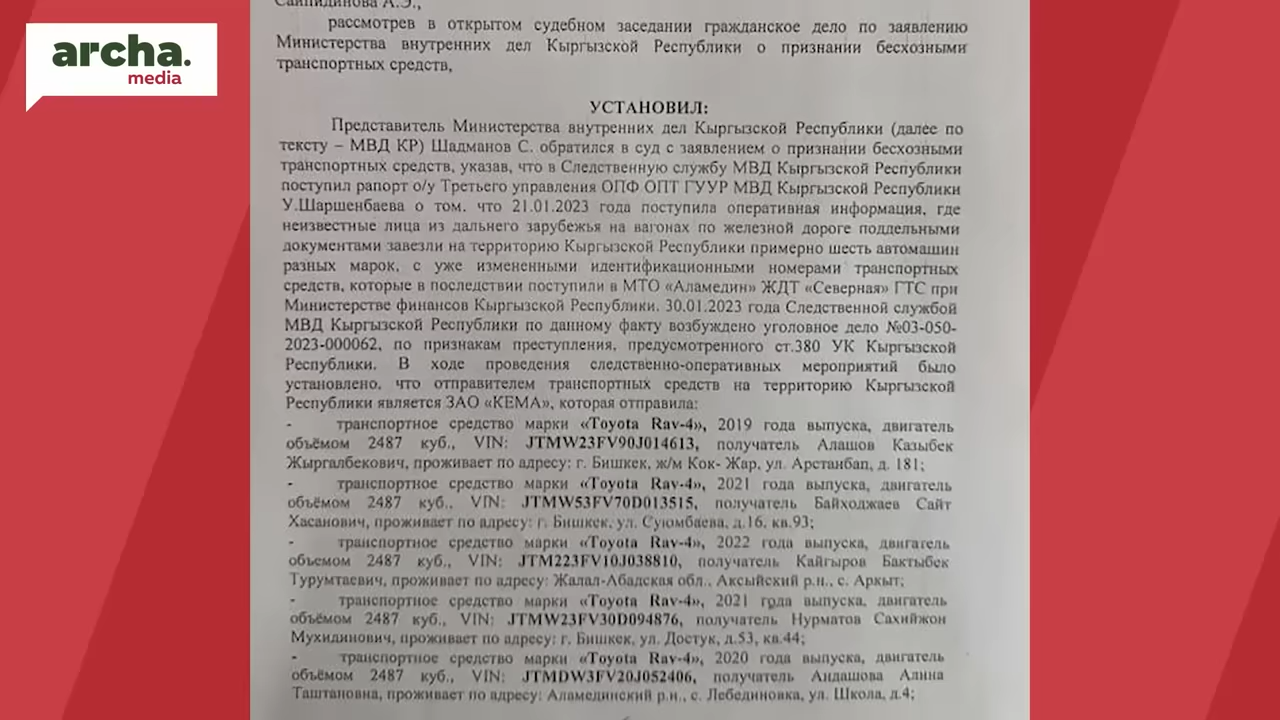 archa.
media
Саипидинова А.Э.,
рассмотрев в открытом судебном заседании гражданское дело по заявлению
Министерства внутренних дел Кыргызской Республики о признании бесхозными
транспортных средств,
УСТАНОВИЛ:
Представитель Министерства внутренних дел Кыргызской Республики (далее по
тексту – МВД КР) Шадманов С. обратился в суд с заявлением о признании бесхозными
транспортных средств, указав, что в Следственную службу МВД Кыргызской Республики
поступил рапорт о/у Третьего управления ОПФ ОПТ ГУУР МВД Кыргызской Республики
У.Шаршенбаева о том, что 21.01.2023 года поступила оперативная информация, где
неизвестные лица из дальнего зарубежья на вагонах по железной дороге поддельными
документами завезли на территорию Кыргызской Республики примерно шесть автомашин
разных марок, с уже измененными идентификационными номерами транспортных
средств, которые в последствии поступили в МТО «Аламедин» ЖДТ «Северная» ГТС при
Министерстве финансов Кыргызской Республики. 30.01.2023 года Следственной службой
МВД Кыргызской Республики по данному факту возбуждено уголовное дело №03-050-
2023-000062, по признакам преступления, предусмотренного ст.380 УК Кыргызской
Республики. В ходе проведения следственно-оперативных мероприятий было
установлено, что отправителем транспортных средств на территорию Кыргызской
Республики является ЗАО «КЕМА», которая отправила:
- транспортное средство марки «Toyota Rav-4», 2019 года выпуска, двигатель
объёмом 2487 куб., VIN: JTMW23FV90J014613, получатель Алашов Казыбек
Жыргалбекович, проживает по адресу: г. Бишкек, ж/м Кок- Жар, ул. Арстанбап, д. 181;
- транспортное средство марки «Toyota Rav-4», 2021 года выпуска, двигатель
объёмом 2487 куб., VIN: JTMW53FV70D013515, получатель Байходжаев Сайт
Хасанович, проживает по адресу: г. Бишкек, ул. Суюмбаева, д.16, кв.93;
- транспортное средство марки «Toyota Rav-4», 2022 года выпуска, двигатель
объемом 2487 куб., VIN: JTM223FV10J038810, получатель Кайгыров Бактыбек
Турумтаевич, проживает по адресу: Жалал-Абадская обл., Аксыйский р.н., с. Аркыт;
- транспортное средство марки «Toyota Rav-4», 2021 года выпуска, двигатель
объёмом 2487 куб., VIN: JTMW23FV30D094876, получатель Нурматов Сахийжон
Мухидинович, проживает по адресу: г. Бишкек, ул. Достук, д.53, кв.44;
- транспортное средство марки «Toyota Rav-4», 2020 года выпуска, двигатель
объёмом 2487 куб., VIN: JTMDW3FV20J052406, получатель Андашова Алина
Таштановна, проживает по адресу: Аламединский р.н., с. Лебединовка, ул. Школа, д.4;